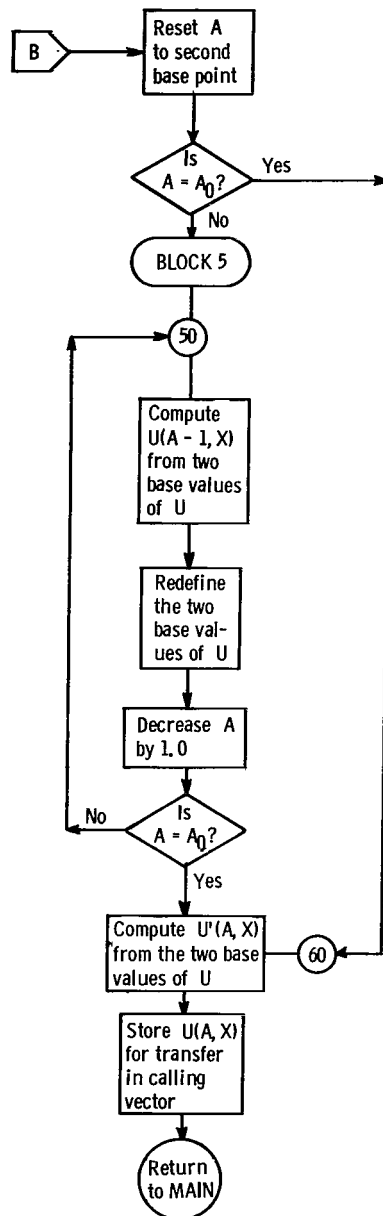 Reset A
to second
base point
B
Is
A = A0?
Yes
No
BLOCK 5
50
Compute
U(A - 1, X)
from two
base values
of U
Redefine
the two
base val-
ues of U
Decrease A
by 1.0
Is
A = A0?
No
Yes
Compute U'(A, X)
from the two base
values of U
60
Store U(A, X)
for transfer
in calling
vector
Return
to MAIN